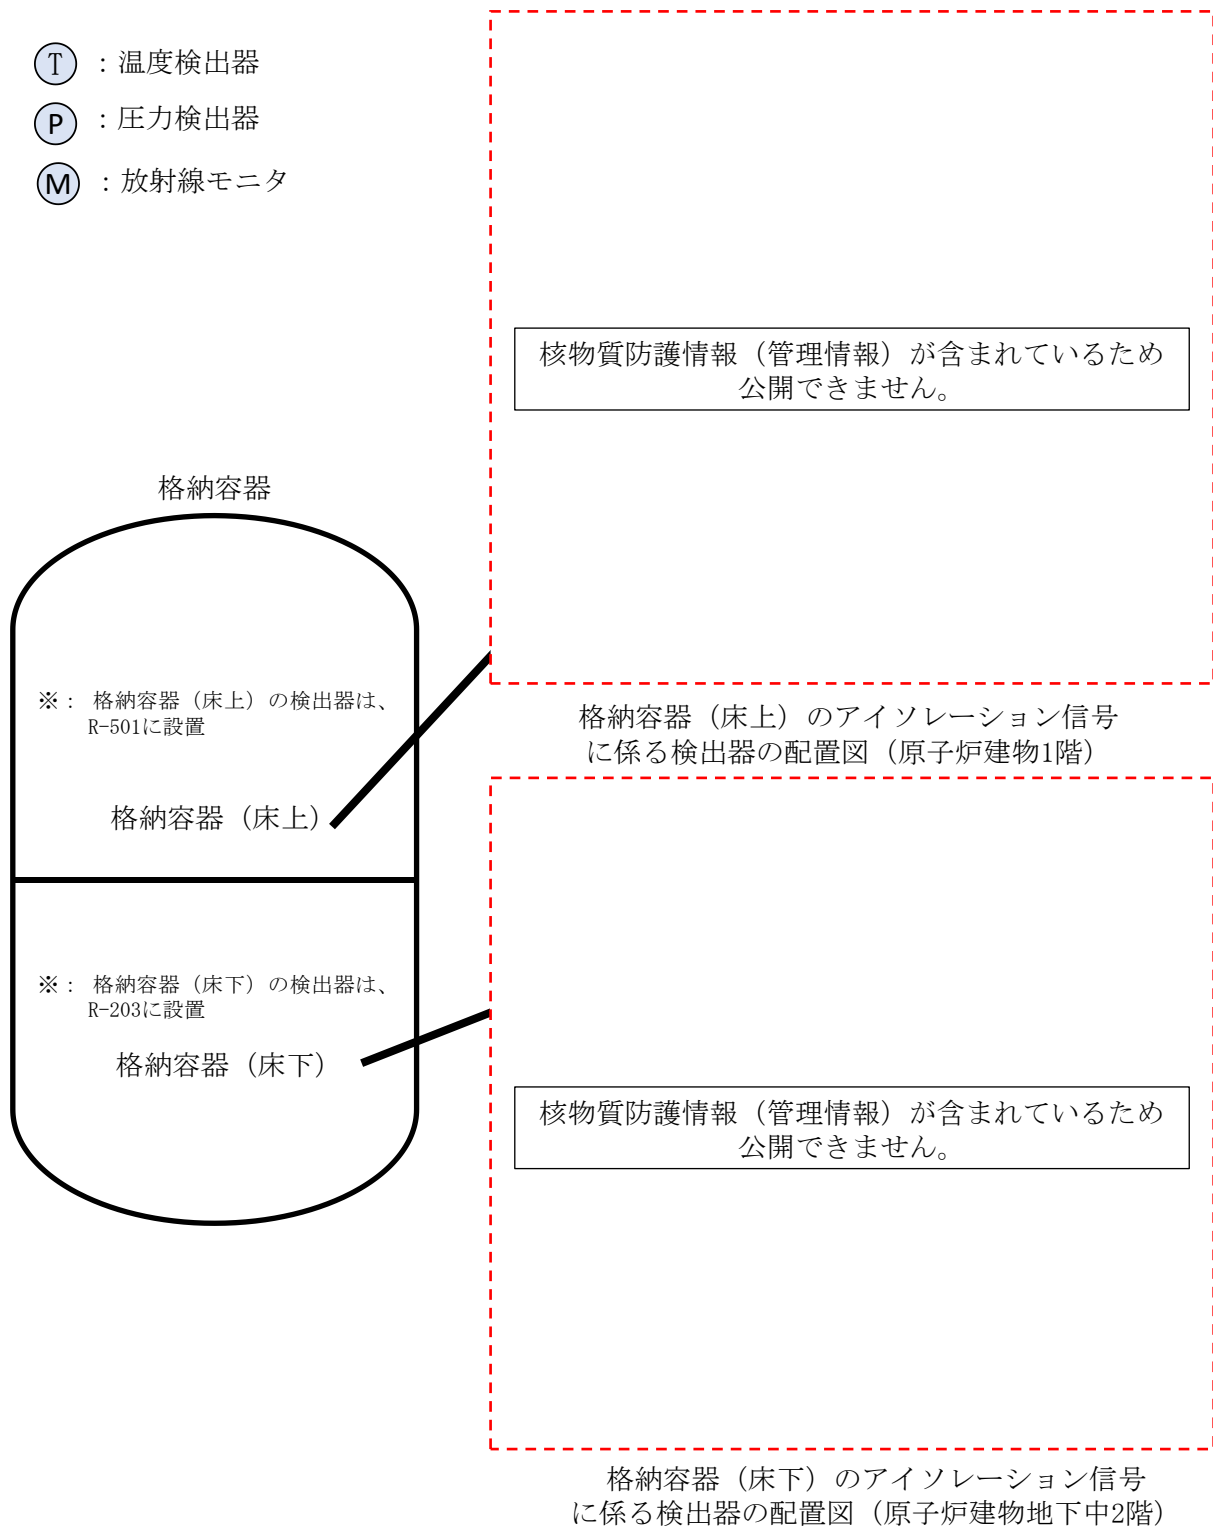 T ：温度検出器
P ：圧力検出器
M ：放射線モニタ
核物質防護情報（管理情報）が含まれているため
公開できません。
格納容器
※： 格納容器（床上）の検出器は、
R-501に設置
格納容器（床上）
格納容器（床上）のアイソレーション信号
に係る検出器の配置図（原子炉建物1階）
※： 格納容器（床下）の検出器は、
R-203に設置
格納容器（床下）
核物質防護情報（管理情報）が含まれているため
公開できません。
格納容器（床下）のアイソレーション信号
に係る検出器の配置図（原子炉建物地下中2階）